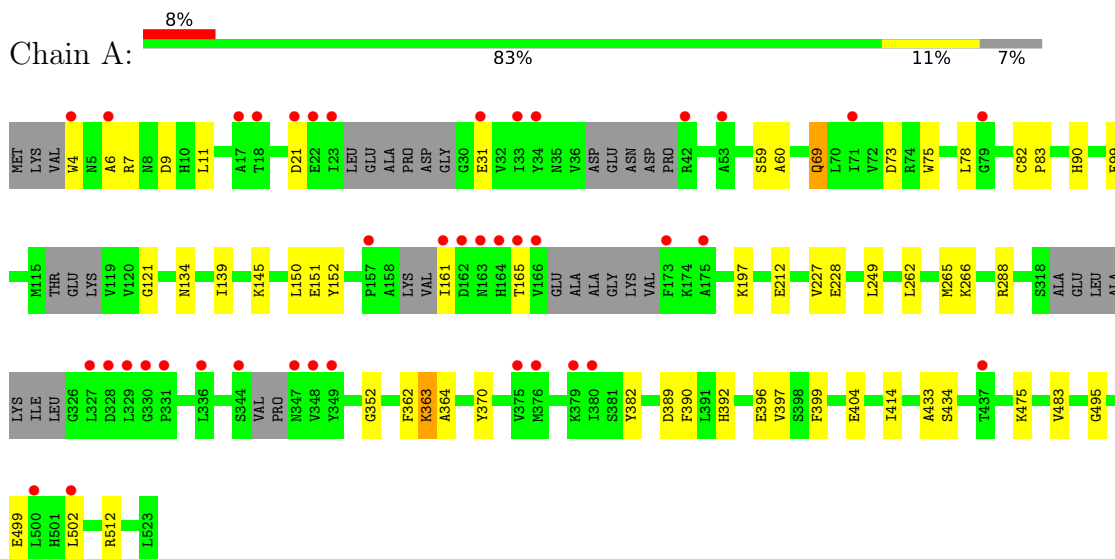 8%
Chain A:
83% 11% 7%
MET LYS VAL W4 N5 A6 R7 N8 D9 H10 L11 A17 T18 D21 E22 I23 LEU GLU ALA PRO ASP GLY G30 E31 V32 I33 Y34 N35 V36 ASP GLU ASN ASP PRO R42 A53 S59 A60 Q69 L70 I71 V72 D73 R74 W75 L78 G79 C82 P83 H90 E99
M115 THR GLU LYS V119 V120 G121 N134 I139 K145 L150 E151 Y152 P157 A158 LYS VAL I161 D162 N163 H164 T165 V166 GLU ALA ALA GLY LYS VAL F173 K174 A175 K197 E212 V227 E228 L249 L262 M265 K266 R288 S318 ALA GLU LEU ALA
LYS ILE LEU G326 L327 D328 L329 G330 P331 L336 S344 VAL PRO N347 V348 Y349 G352 F362 K363 A364 Y370 V375 M376 K379 I380 S381 Y382 D389 F390 L391 H392 E396 V397 S398 F399 E404 I414 A433 S434 T437 K475 V483 G495
E499 L500 H501 L502 R512 L523